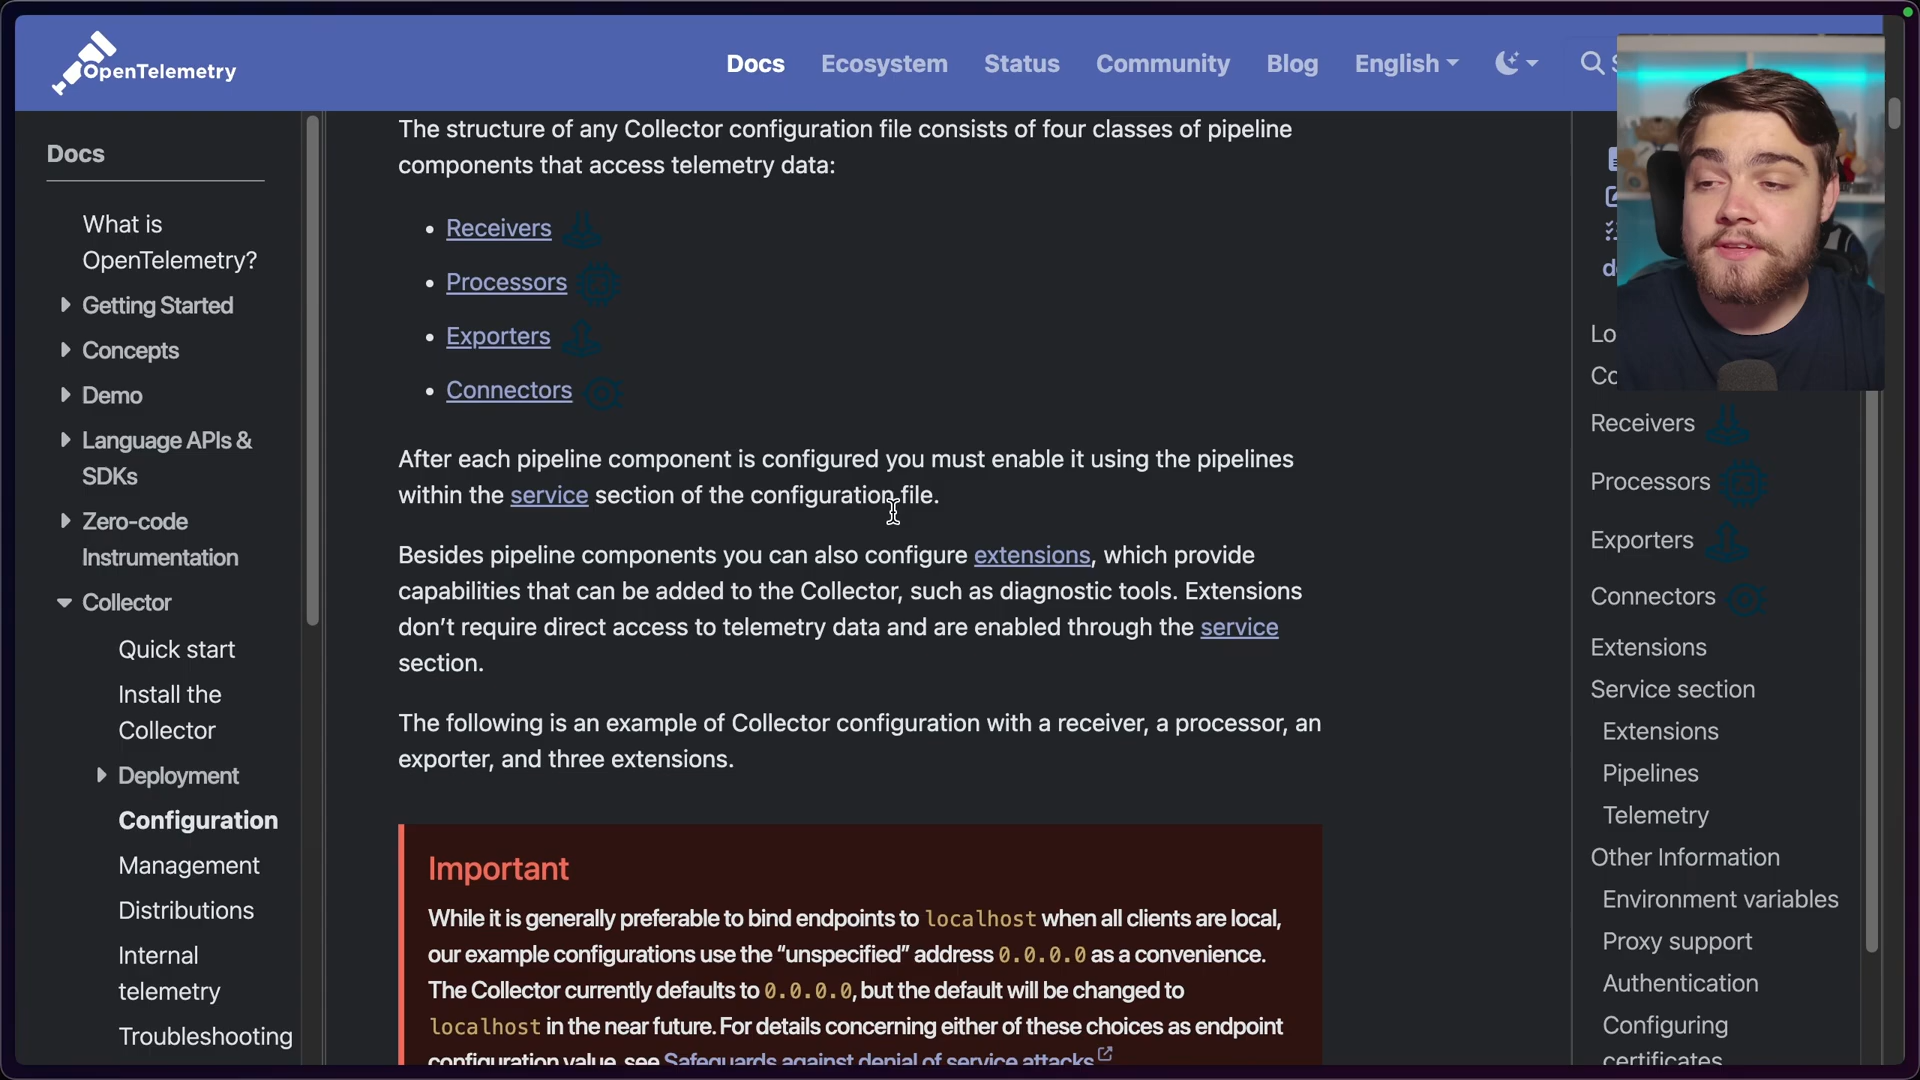 OpenTelemetry
Docs
Ecosystem
Status
Community
Blog
English
Docs
What is
OpenTelemetry?
Getting Started
Concepts
Demo
Language APIs &
SDKs
Zero-code
Instrumentation
Collector
Quick start
Install the
Collector
Deployment
Configuration
Management
Distributions
Internal
telemetry
Troubleshooting
The structure of any Collector configuration file consists of four classes of pipeline
components that access telemetry data:
• Receivers
• Processors
• Exporters
• Connectors
After each pipeline component is configured you must enable it using the pipelines
within the service section of the configuration file.
Besides pipeline components you can also configure extensions, which provide
capabilities that can be added to the Collector, such as diagnostic tools. Extensions
don’t require direct access to telemetry data and are enabled through the service
section.
The following is an example of Collector configuration with a receiver, a processor, an
exporter, and three extensions.
Important
While it is generally preferable to bind endpoints to localhost when all clients are local,
our example configurations use the “unspecified” address 0.0.0.0 as a convenience.
The Collector currently defaults to 0.0.0.0, but the default will be changed to
localhost in the near future. For details concerning either of these choices as endpoint
configuration value, see Safeguards against denial of service attacks
Receivers
Processors
Exporters
Connectors
Extensions
Service section
Extensions
Pipelines
Telemetry
Other Information
Environment variables
Proxy support
Authentication
Configuring
certificates